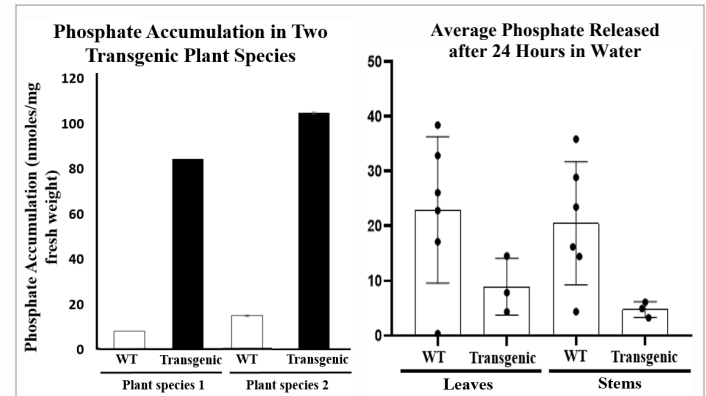 Phosphate Accumulation in Two
Transgenic Plant Species
Phosphate Accumulation (nmoles/mg
fresh weight)
120
100
80
60
40
20
0
WT
Transgenic
WT
Transgenic
Plant species 1
Plant species 2
Average Phosphate Released
after 24 Hours in Water
50
40
30
20
10
0
WT
Transgenic
WT
Transgenic
Leaves
Stems